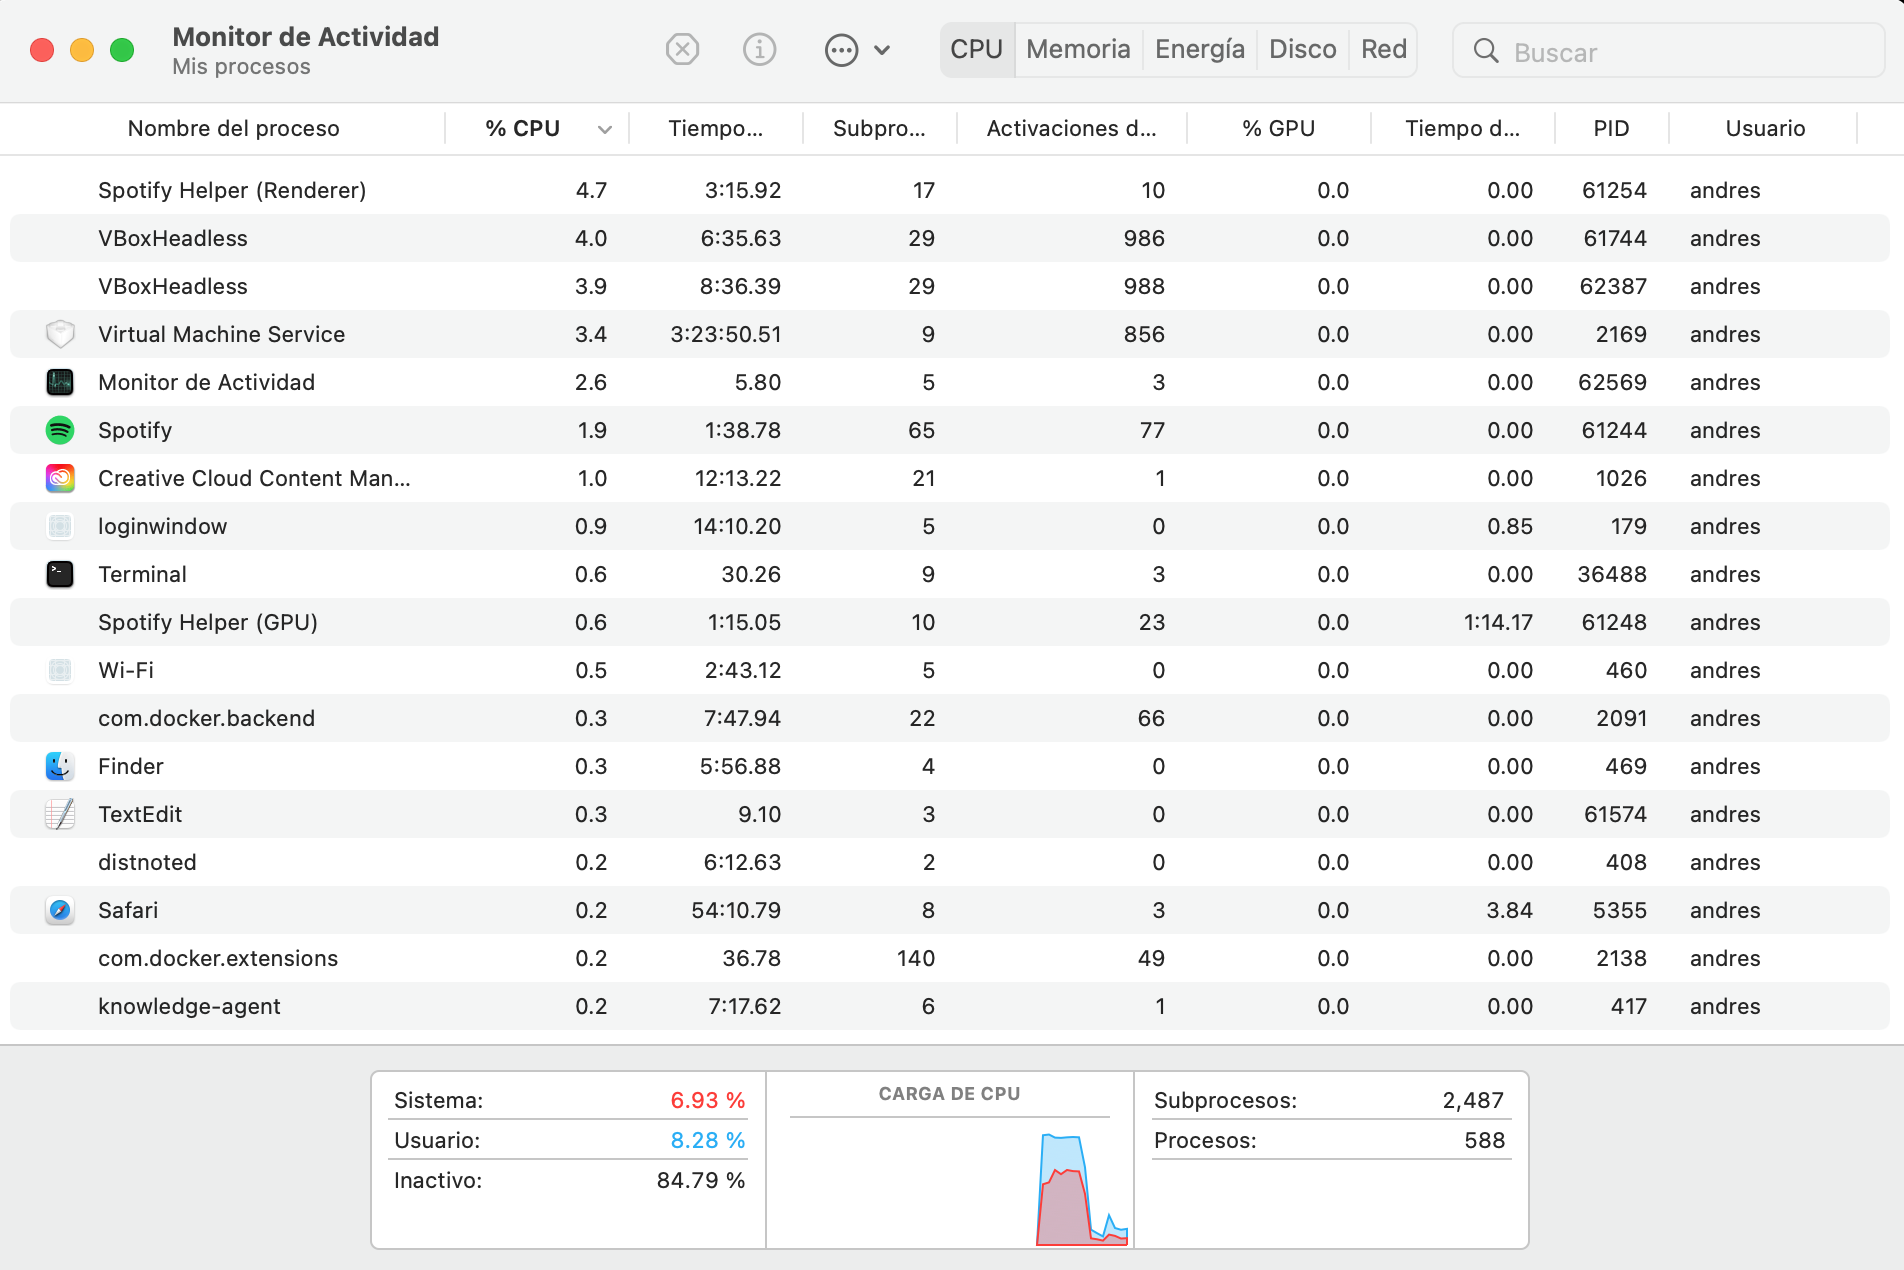 Monitor de Actividad
Mis procesos
CPU Memoria Energía Disco Red
Buscar
Nombre del proceso % CPU Tiempo... Subpro... Activaciones d... % GPU Tiempo d... PID Usuario
Spotify Helper (Renderer) 4.7 3:15.92 17 10 0.0 0.00 61254 andres
VBoxHeadless 4.0 6:35.63 29 986 0.0 0.00 61744 andres
VBoxHeadless 3.9 8:36.39 29 988 0.0 0.00 62387 andres
Virtual Machine Service 3.4 3:23:50.51 9 856 0.0 0.00 2169 andres
Monitor de Actividad 2.6 5.80 5 3 0.0 0.00 62569 andres
Spotify 1.9 1:38.78 65 77 0.0 0.00 61244 andres
Creative Cloud Content Man... 1.0 12:13.22 21 1 0.0 0.00 1026 andres
loginwindow 0.9 14:10.20 5 0 0.0 0.85 179 andres
Terminal 0.6 30.26 9 3 0.0 0.00 36488 andres
Spotify Helper (GPU) 0.6 1:15.05 10 23 0.0 1:14.17 61248 andres
Wi-Fi 0.5 2:43.12 5 0 0.0 0.00 460 andres
com.docker.backend 0.3 7:47.94 22 66 0.0 0.00 2091 andres
Finder 0.3 5:56.88 4 0 0.0 0.00 469 andres
TextEdit 0.3 9.10 3 0 0.0 0.00 61574 andres
distnoted 0.2 6:12.63 2 0 0.0 0.00 408 andres
Safari 0.2 54:10.79 8 3 0.0 3.84 5355 andres
com.docker.extensions 0.2 36.78 140 49 0.0 0.00 2138 andres
knowledge-agent 0.2 7:17.62 6 1 0.0 0.00 417 andres
Sistema: 6.93 %
Usuario: 8.28 %
Inactivo: 84.79 %
CARGA DE CPU
Subprocesos: 2,487
Procesos: 588